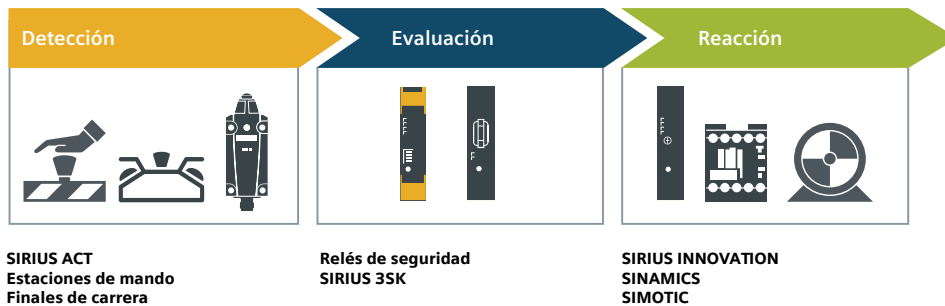 Detección
Evaluación
Reacción
SIRIUS ACT
Estaciones de mando
Finales de carrera
Relés de seguridad
SIRIUS 3SK
SIRIUS INNOVATION
SINAMICS
SIMOTIC